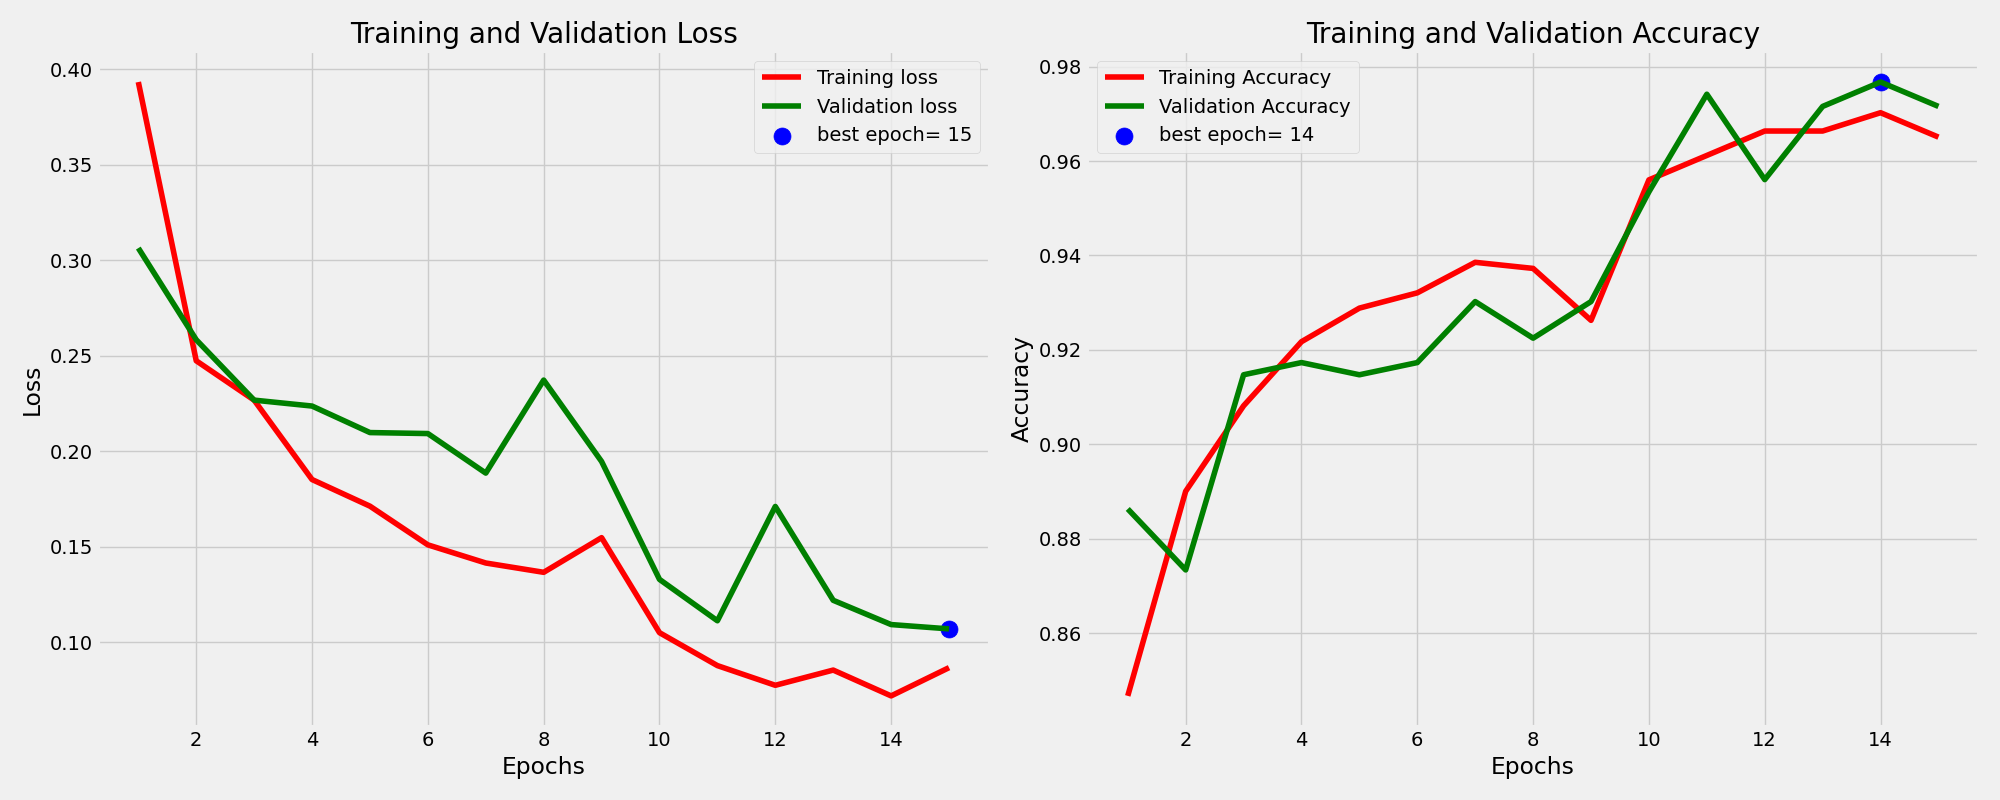 Training and Validation Loss
0.40
0.35
0.30
0.25
0.20
0.15
0.10
Loss
Training loss
Validation loss
best epoch= 15
2 4 6 8 10 12 14
Epochs
Training and Validation Accuracy
0.98
0.96
0.94
0.92
0.90
0.88
0.86
Accuracy
Training Accuracy
Validation Accuracy
best epoch= 14
2 4 6 8 10 12 14
Epochs